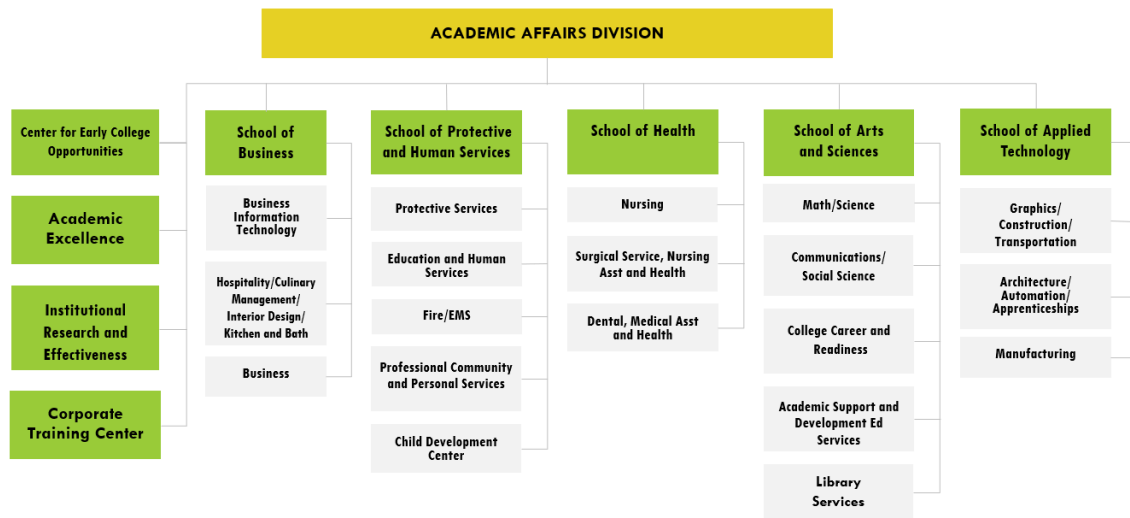 ACADEMIC AFFAIRS DIVISION
Center for Early College
Opportunities
Academic
Excellence
Institutional
Research and
Effectiveness
Corporate
Training Center
School of
Business
Business
Information
Technology
Hospitality/Culinary
Management/
Interior Design/
Kitchen and Bath
Business
School of Protective
and Human Services
Protective Services
Education and Human
Services
Fire/EMS
Professional Community
and Personal Services
Child Development
Center
School of Health
Nursing
Surgical Service, Nursing
Asst and Health
Dental, Medical Asst
and Health
School of Arts
and Sciences
Math/Science
Communications/
Social Science
College Career and
Readiness
Academic Support and
Development Ed
Services
Library
Services
School of Applied
Technology
Graphics/
Construction/
Transportation
Architecture/
Automation/
Apprenticeships
Manufacturing